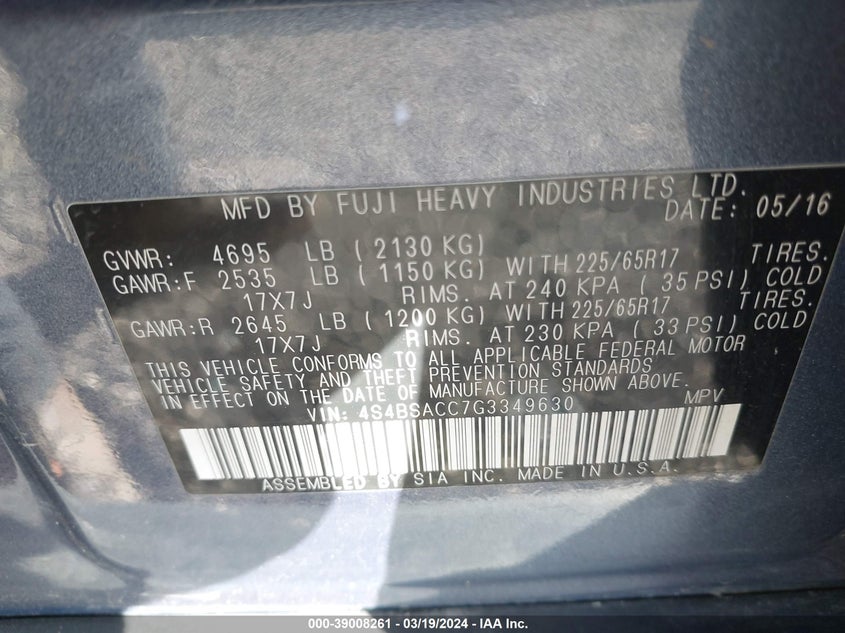 MFD BY FUJI HEAVY INDUSTRIES LTD.
DATE: 05/16
GVWR: 4695 LB ( 2130 KG)
GAWR:F 2535 LB ( 1150 KG) WITH 225/65R17 TIRES.
17X7J RIMS. AT 240 KPA ( 35 PSI) COLD
GAWR:R 2645 LB ( 1200 KG) WITH 225/65R17 TIRES.
17X7J RIMS. AT 230 KPA ( 33 PSI) COLD
THIS VEHICLE CONFORMS TO ALL APPLICABLE FEDERAL MOTOR
VEHICLE SAFETY AND THEFT PREVENTION STANDARDS
IN EFFECT ON THE DATE OF MANUFACTURE SHOWN ABOVE.
VIN: 4S4BSACC7G3349630 MPV
ASSEMBLED BY SIA INC. MADE IN U.S.A.
000-39008261 - 03/19/2024 - IAA Inc.